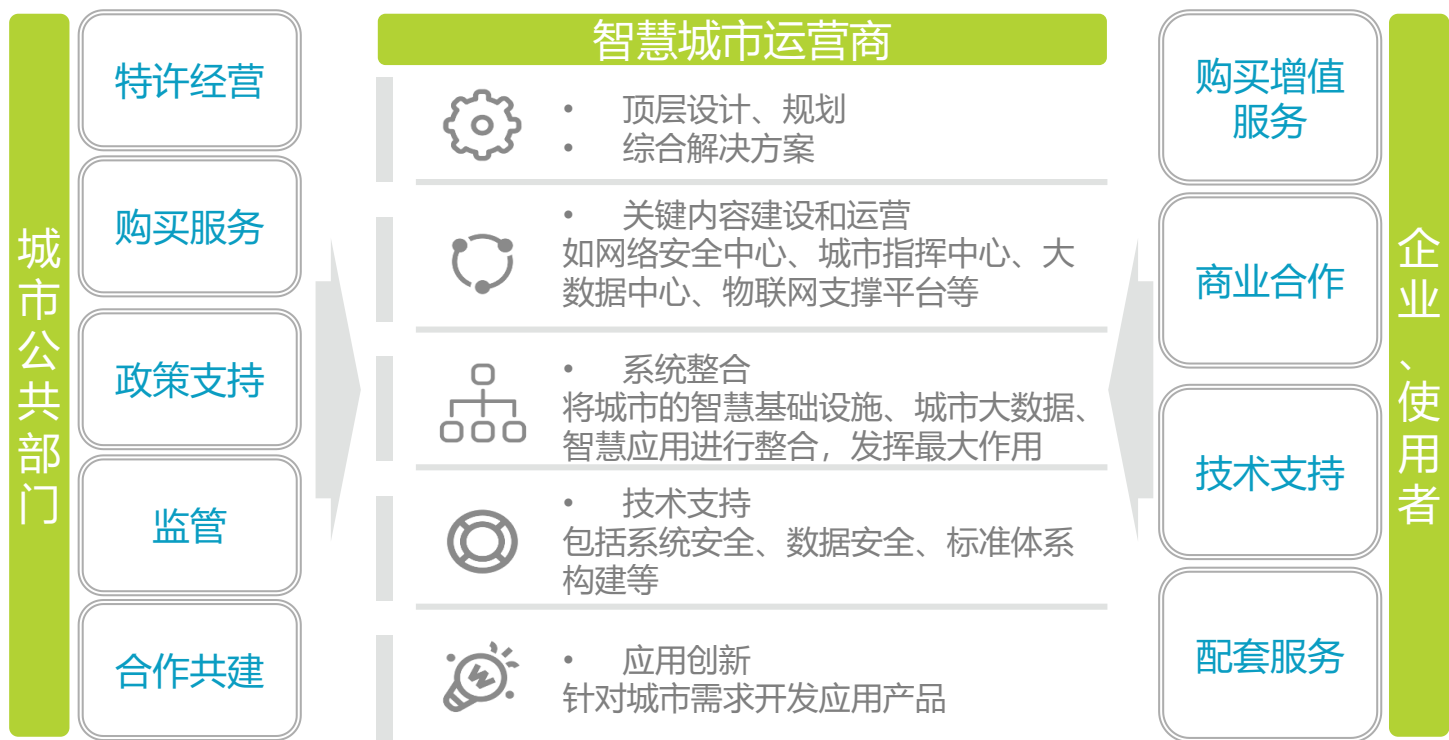 城市公共部门
特许经营
购买服务
政策支持
监管
合作共建
智慧城市运营商
• 顶层设计、规划
• 综合解决方案
• 关键内容建设和运营
如网络安全中心、城市指挥中心、大
数据中心、物联网支撑平台等
• 系统整合
将城市的智慧基础设施、城市大数据、
智慧应用进行整合，发挥最大作用
• 技术支持
包括系统安全、数据安全、标准体系
构建等
• 应用创新
针对城市需求开发应用产品
购买增值
服务
商业合作
技术支持
配套服务
企业、使用者